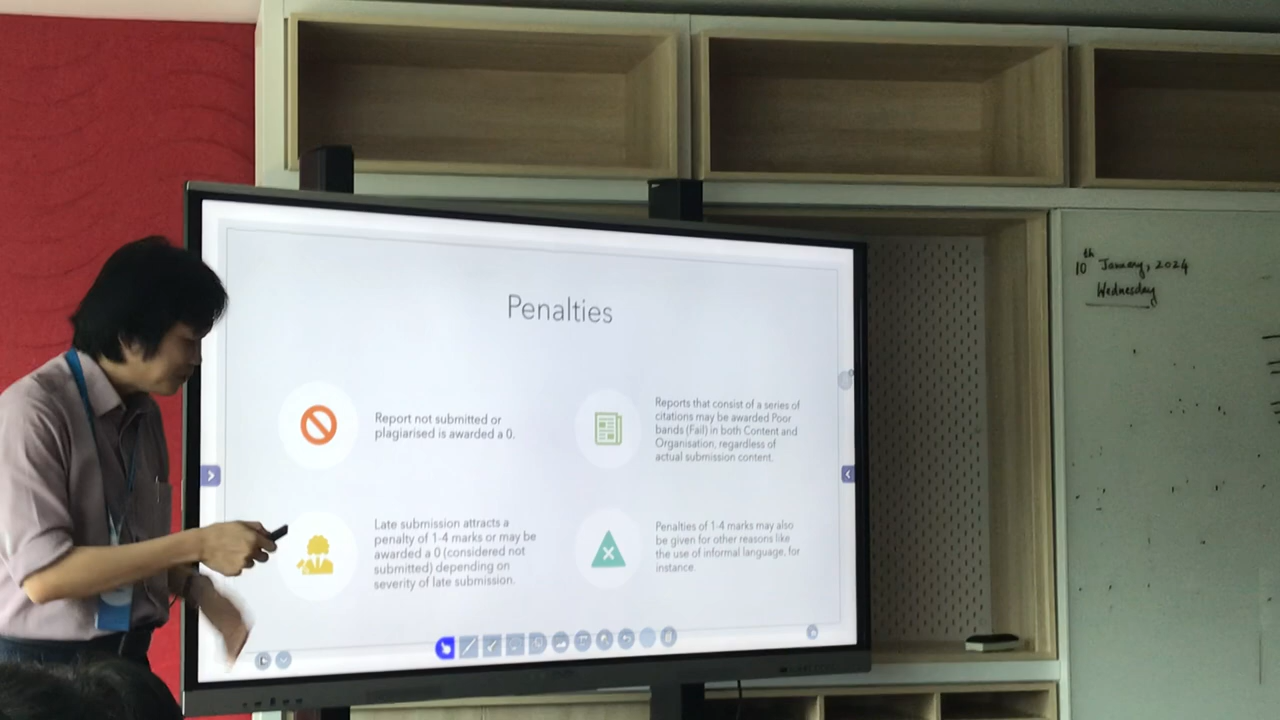 Penalties
Report not submitted or
plagiarised is awarded a 0.
Reports that consist of a series of
citations may be awarded Poor
bands (Fail) in both Content and
Organisation, regardless of
actual submission content.
Late submission attracts a
penalty of 1-4 marks or may be
awarded a 0 (considered not
submitted) depending on
severity of late submission.
Penalties of 1-4 marks may also
be given for other reasons like
the use of informal language, for
instance.
10th January, 2024
Wednesday